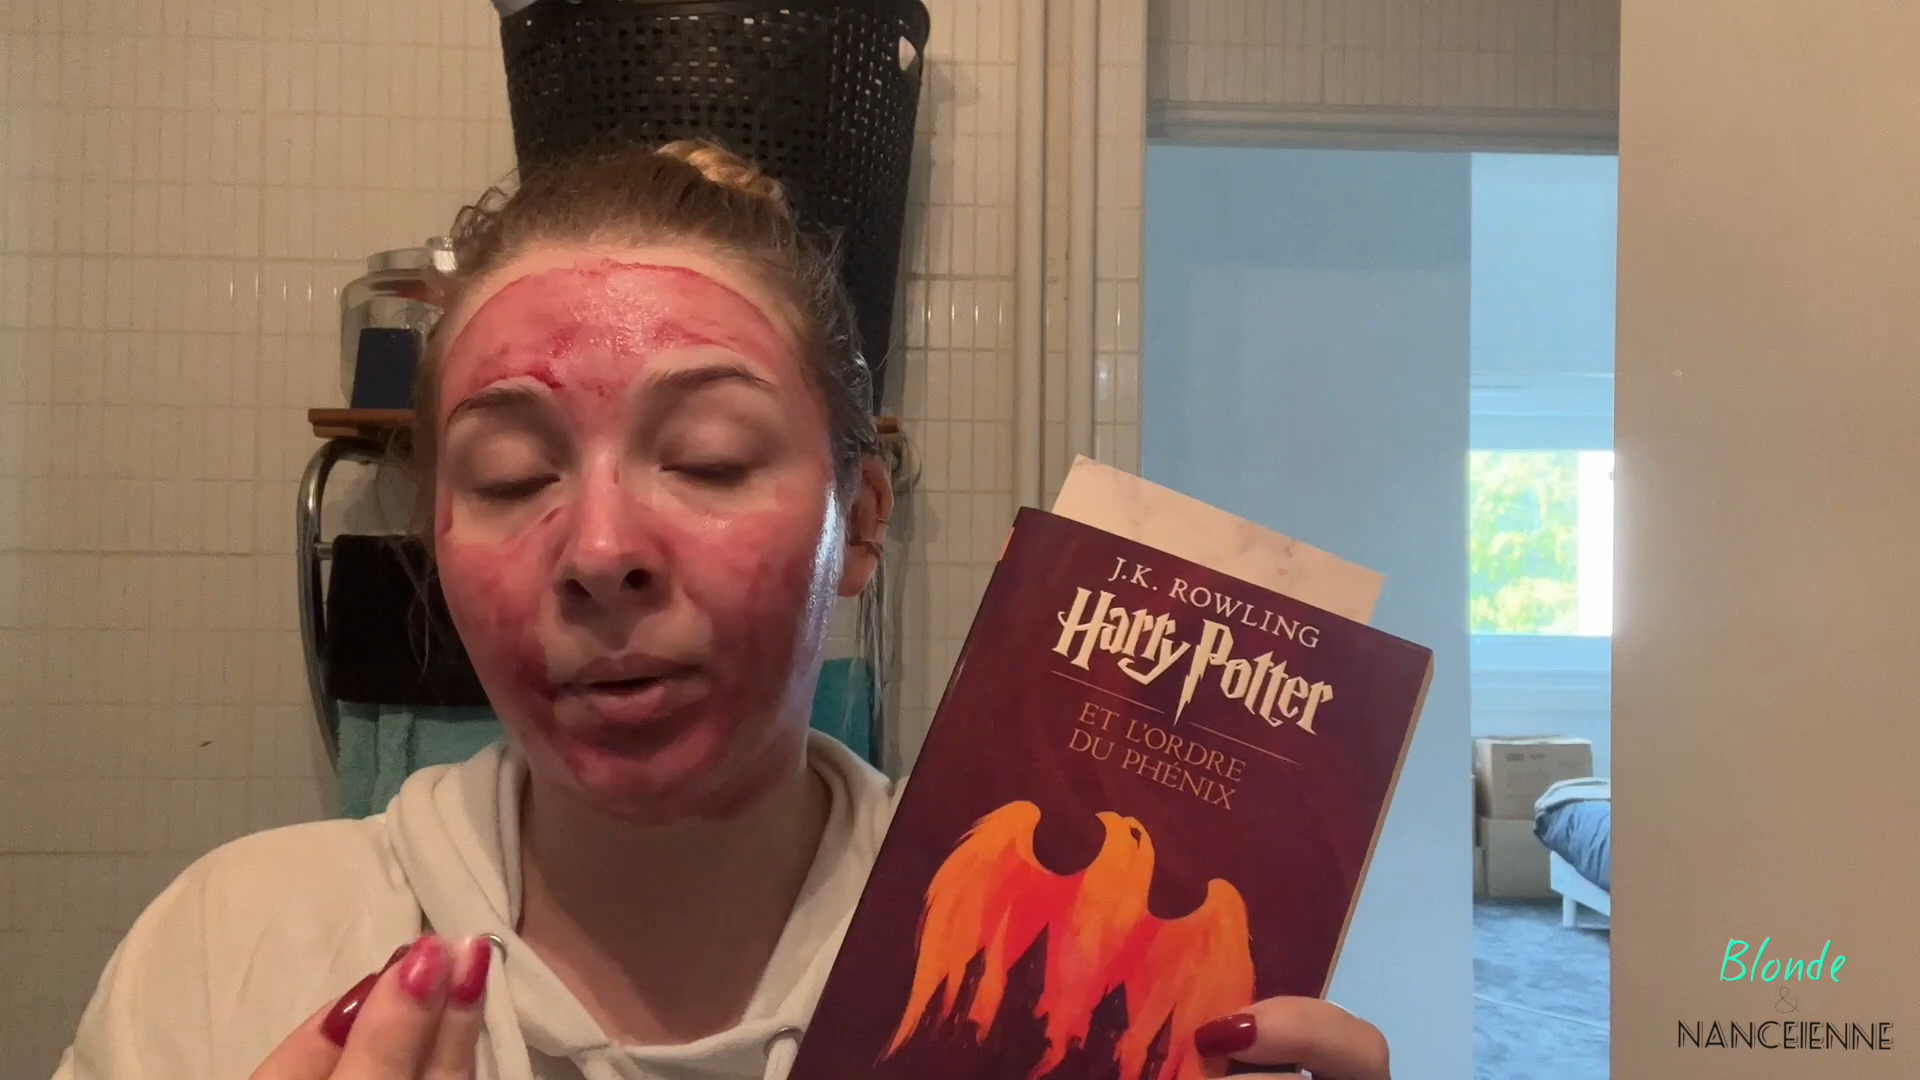 J.K. ROWLING
Harry Potter
ET L'ORDRE
DU PHÉNIX
Blonde
&
NANCEIENNE